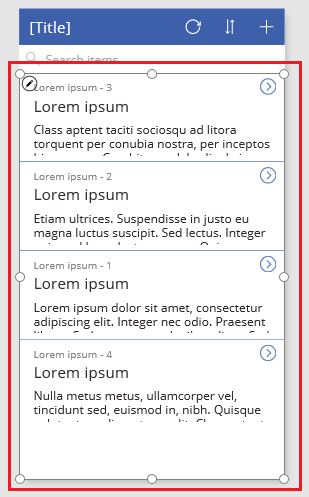 [Title]
Search items
Lorem ipsum - 3
Lorem ipsum
Class aptent taciti sociosqu ad litora
torquent per conubia nostra, per inceptos
Lorem ipsum - 2
Lorem ipsum
Etiam ultrices. Suspendisse in justo eu
magna luctus suscipit. Sed lectus. Integer
Lorem ipsum - 1
Lorem ipsum
Lorem ipsum dolor sit amet, consectetur
adipiscing elit. Integer nec odio. Praesent
Lorem ipsum - 4
Lorem ipsum
Nulla metus metus, ullamcorper vel,
tincidunt sed, euismod in, nibh. Quisque